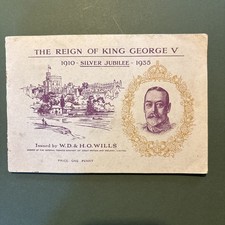 THE REIGN OF KING GEORGE V
1910 - SILVER JUBILEE - 1935
Issued by W.D. & H.O. WILLS
PRICE ONE PENNY